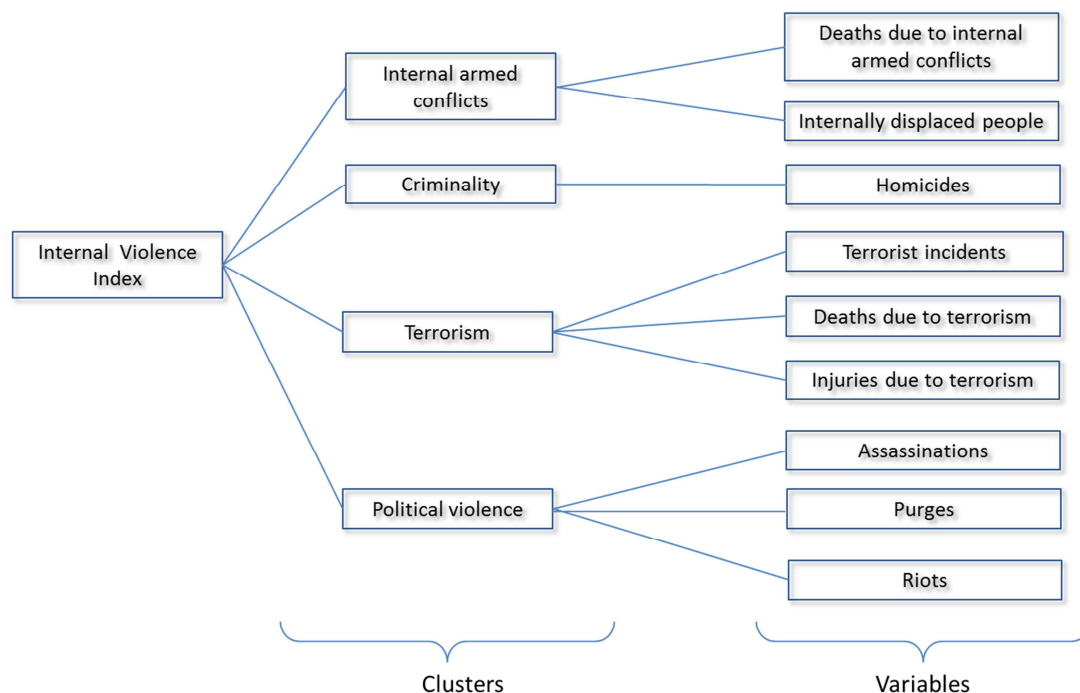 Internal Violence
Index
Internal armed
conflicts
Criminality
Terrorism
Political violence
Deaths due to internal
armed conflicts
Internally displaced people
Homicides
Terrorist incidents
Deaths due to terrorism
Injuries due to terrorism
Assassinations
Purges
Riots
Clusters
Variables